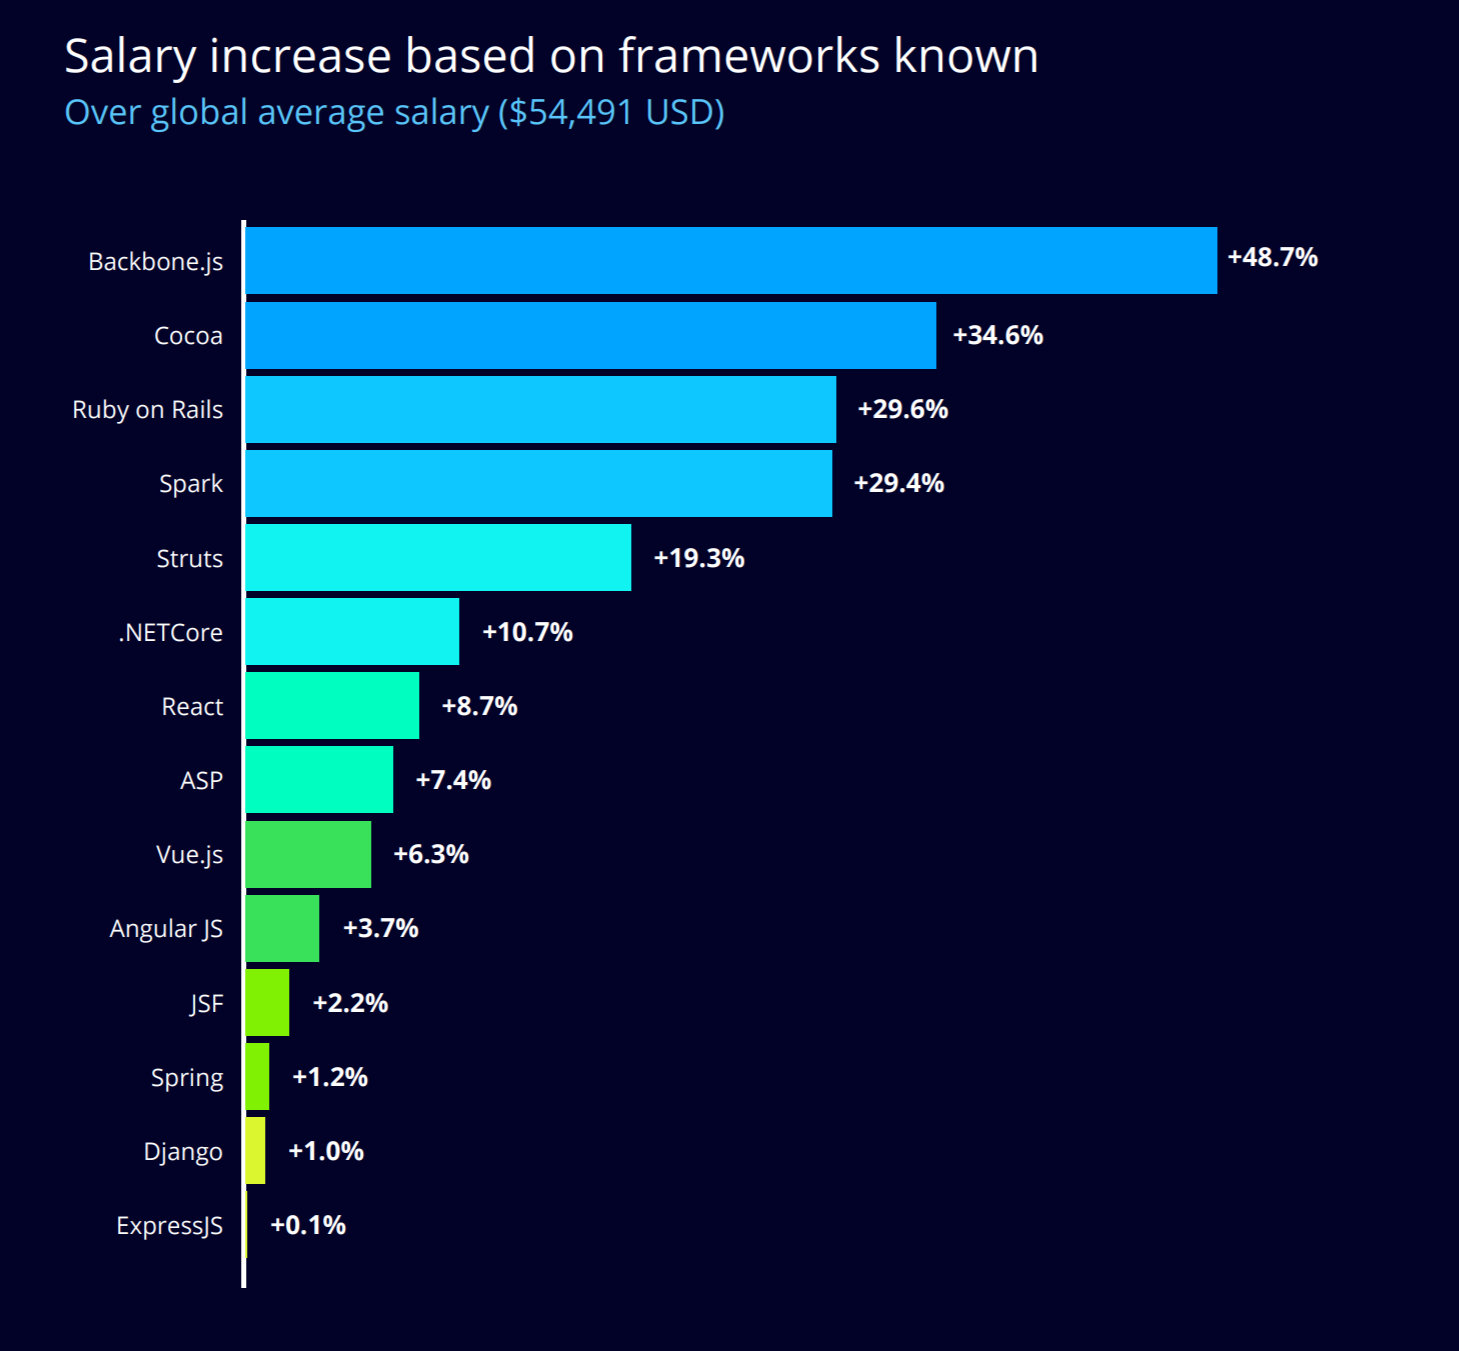 Salary increase based on frameworks known
Over global average salary ($54,491 USD)
Backbone.js +48.7%
Cocoa +34.6%
Ruby on Rails +29.6%
Spark +29.4%
Struts +19.3%
.NETCore +10.7%
React +8.7%
ASP +7.4%
Vue.js +6.3%
Angular JS +3.7%
JSF +2.2%
Spring +1.2%
Django +1.0%
ExpressJS +0.1%